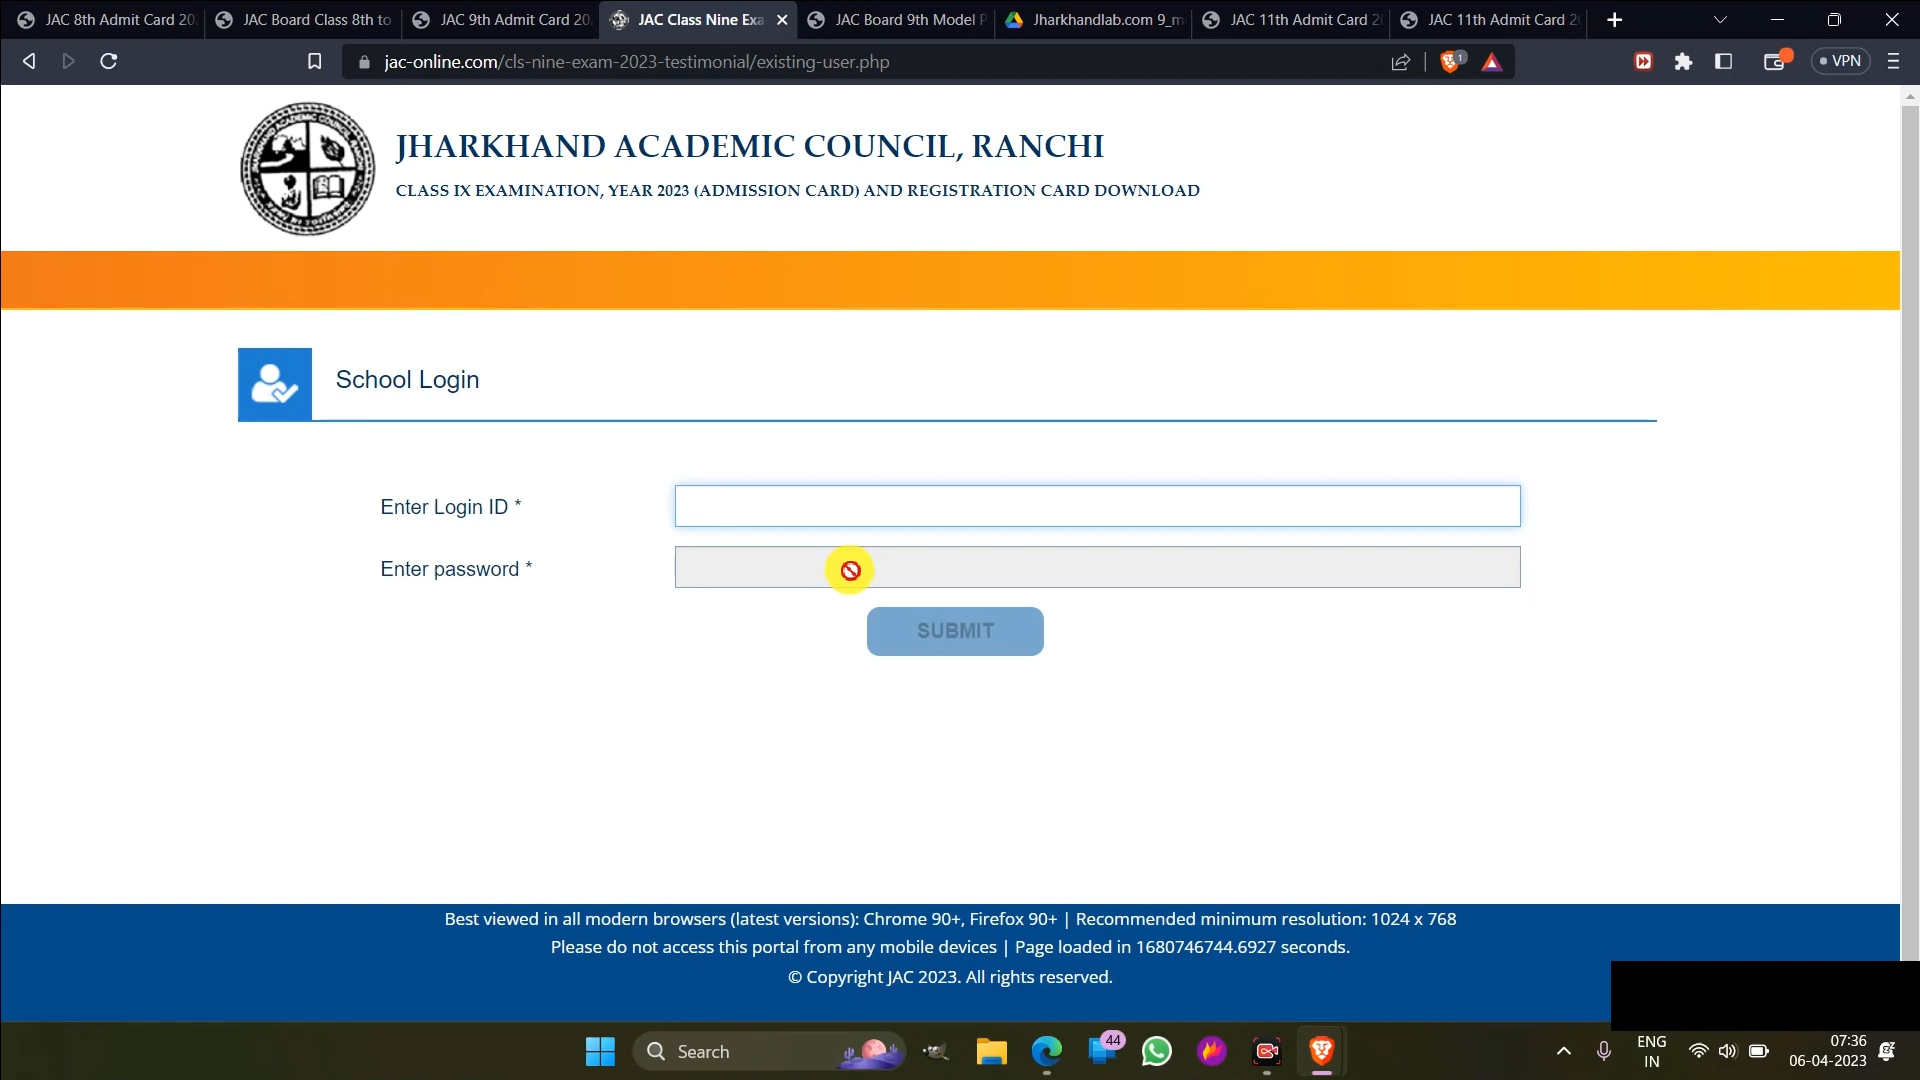 JAC 8th Admit Card 20
JAC Board Class 8th to
JAC 9th Admit Card 20
JAC Class Nine Exa
JAC Board 9th Model P
Jharkhandlab.com 9_m
JAC 11th Admit Card 2
JAC 11th Admit Card 2
jac-online.com/cls-nine-exam-2023-testimonial/existing-user.php
1
VPN
JHARKHAND ACADEMIC COUNCIL, RANCHI
CLASS IX EXAMINATION, YEAR 2023 (ADMISSION CARD) AND REGISTRATION CARD DOWNLOAD
School Login
Enter Login ID *
Enter password *
SUBMIT
Best viewed in all modern browsers (latest versions): Chrome 90+, Firefox 90+ | Recommended minimum resolution: 1024 x 768
Please do not access this portal from any mobile devices | Page loaded in 1680746744.6927 seconds.
© Copyright JAC 2023. All rights reserved.
Search
44
ENG
IN
07:36
06-04-2023